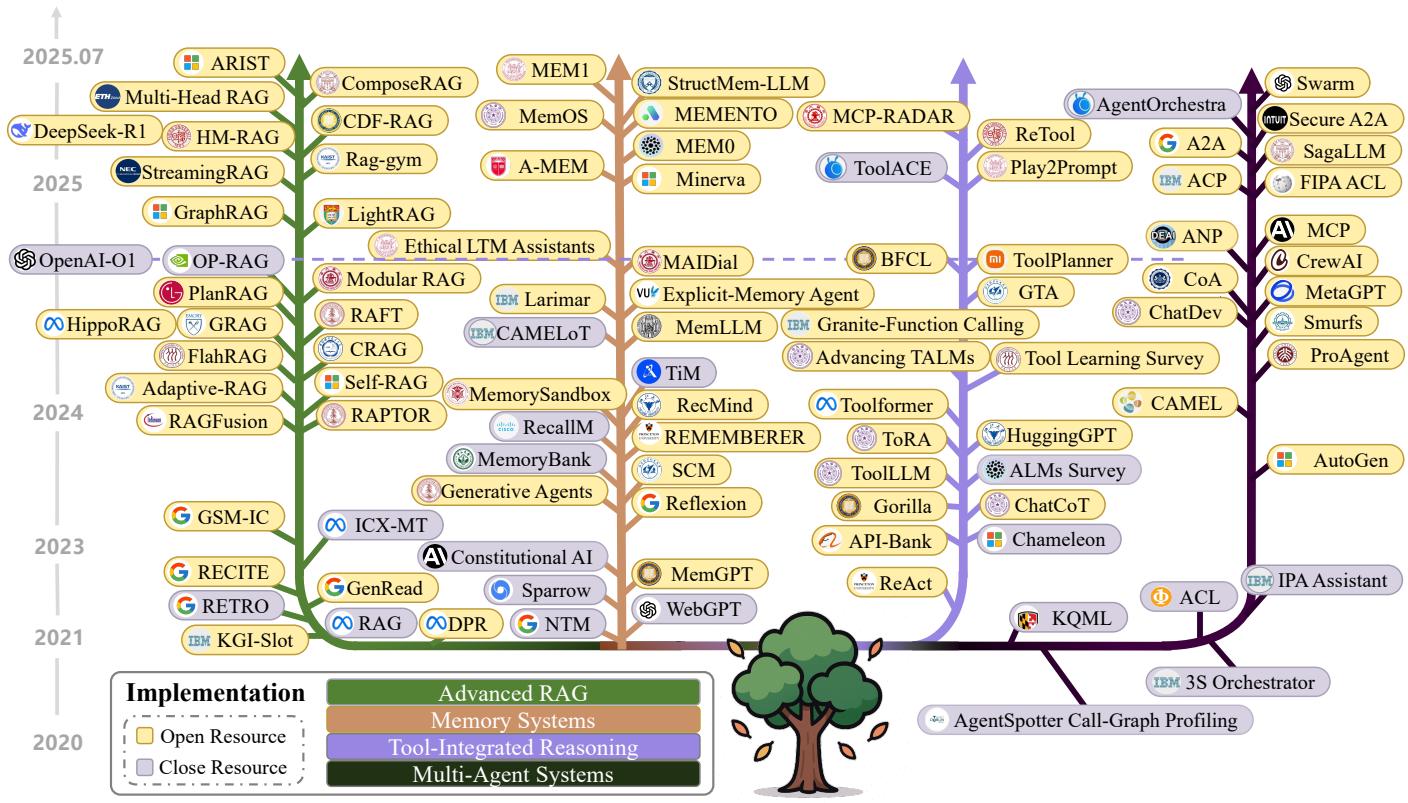 2025.07
2025
2024
2023
2021
2020
ARIST
Multi-Head RAG
DeepSeek-R1
HM-RAG
StreamingRAG
GraphRAG
OpenAI-O1
OP-RAG
PlanRAG
HippoRAG
GRAG
FlahRAG
Adaptive-RAG
RAGFusion
GSM-IC
RECITE
RETRO
KGI-Slot
ComposeRAG
CDF-RAG
Rag-gym
LightRAG
Modular RAG
RAFT
CRAG
Self-RAG
RAPTOR
ICX-MT
GenRead
RAG
DPR
MEM1
MemOS
A-MEM
Ethical LTM Assistants
Larimar
CAMELoT
MemorySandbox
RecallM
MemoryBank
Generative Agents
Constitutional AI
Sparrow
NTM
StructMem-LLM
MEMENTO
MEM0
Minerva
MAIDial
Explicit-Memory Agent
MemLLM
TiM
RecMind
REMEMBERER
SCM
Reflexion
MemGPT
WebGPT
MCP-RADAR
ToolACE
BFCL
Granite-Function Calling
Advancing TALMs
Toolformer
ToRA
ToolLLM
Gorilla
API-Bank
ReAct
ReTool
Play2Prompt
ToolPlanner
GTA
Tool Learning Survey
HuggingGPT
ALMs Survey
ChatCoT
Chameleon
AgentOrchestra
A2A
ACP
ANP
CoA
ChatDev
CAMEL
ACL
KQML
Swarm
Secure A2A
SagaLLM
FIPA ACL
MCP
CrewAI
MetaGPT
Smurfs
ProAgent
AutoGen
IPA Assistant
3S Orchestrator
AgentSpotter Call-Graph Profiling
Implementation
Open Resource
Close Resource
Advanced RAG
Memory Systems
Tool-Integrated Reasoning
Multi-Agent Systems